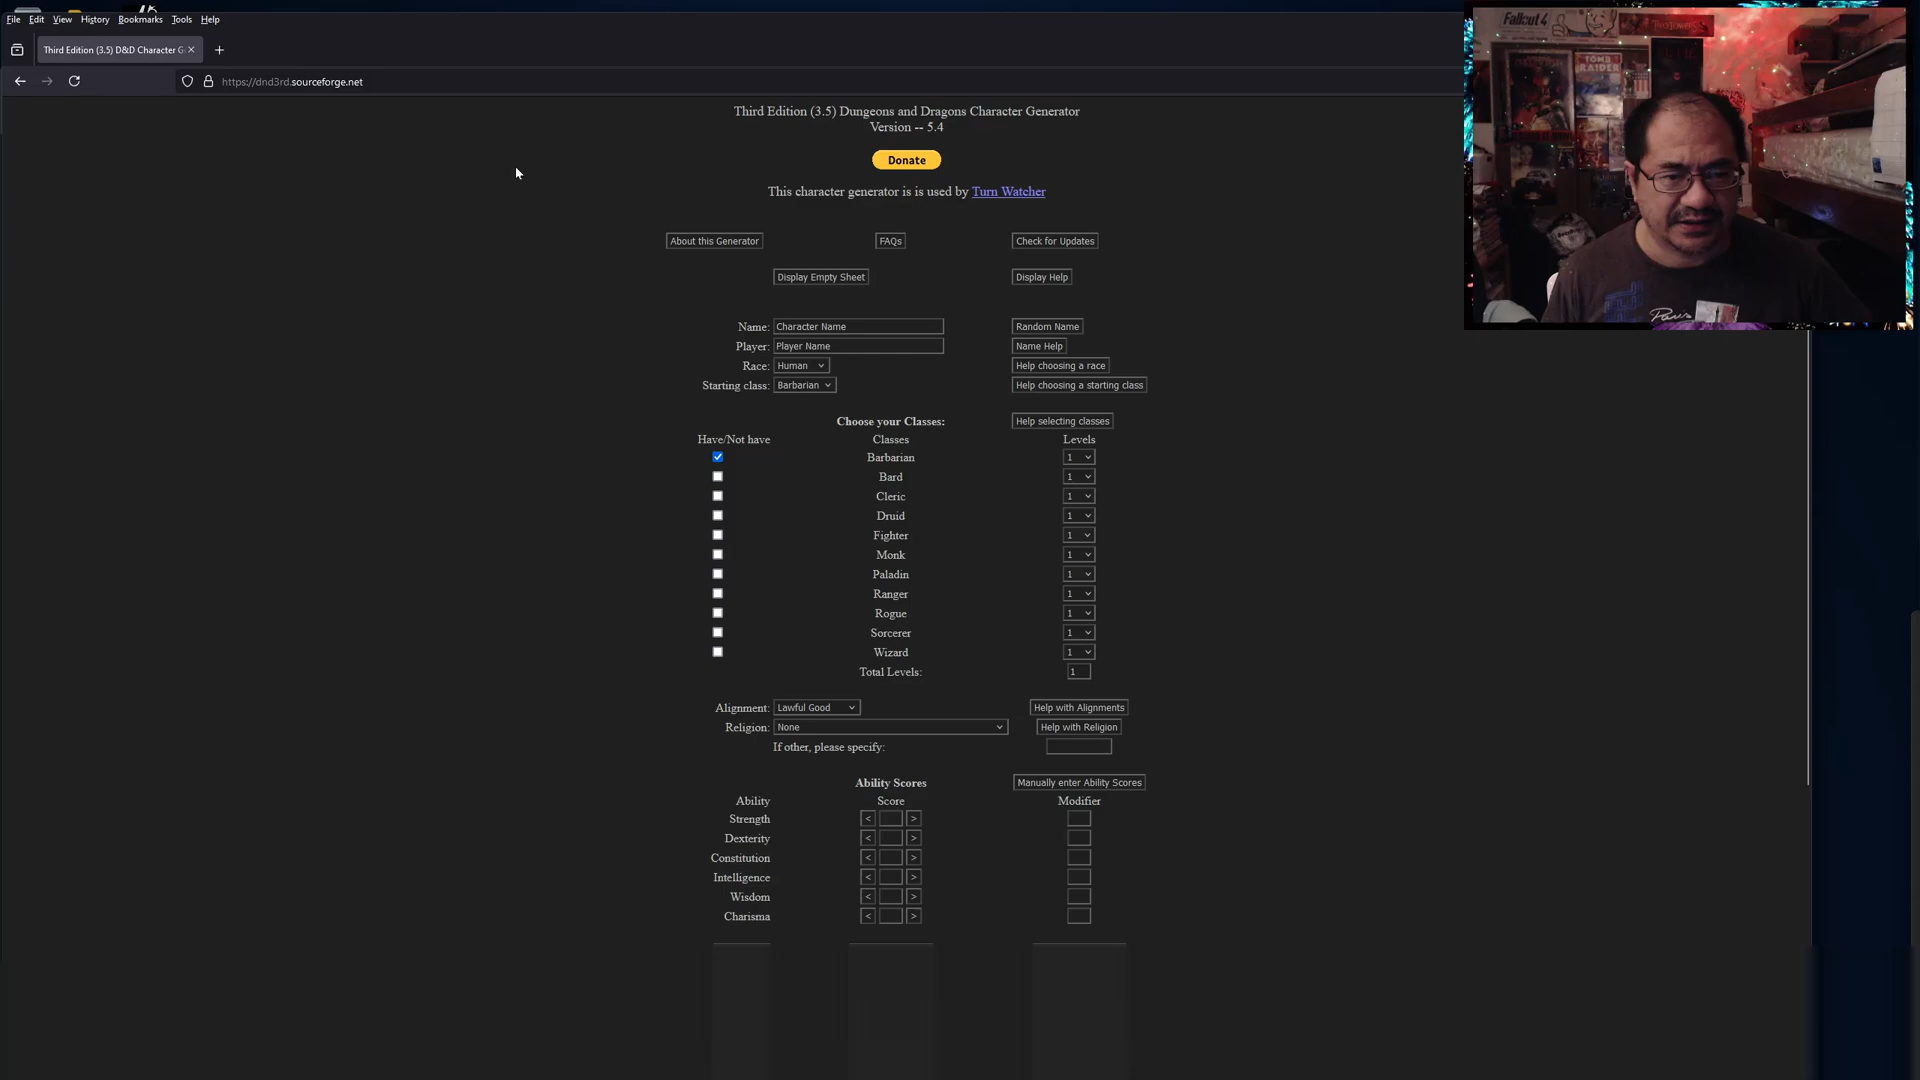 File Edit View History Bookmarks Tools Help
Third Edition (3.5) D&D Character G
https://dnd3rd.sourceforge.net
Fallout 4
TOMB RAIDER
Third Edition (3.5) Dungeons and Dragons Character Generator
Version -- 5.4
Donate
This character generator is is used by Turn Watcher
About this Generator FAQs Check for Updates
Display Empty Sheet Display Help
Name: Character Name Random Name
Player: Player Name Name Help
Race: Human Help choosing a race
Starting class: Barbarian Help choosing a starting class
Choose your Classes: Help selecting classes
Have/Not have Classes Levels
Barbarian 1
Bard 1
Cleric 1
Druid 1
Fighter 1
Monk 1
Paladin 1
Ranger 1
Rogue 1
Sorcerer 1
Wizard 1
Total Levels: 1
Alignment: Lawful Good Help with Alignments
Religion: None Help with Religion
If other, please specify:
Ability Scores Manually enter Ability Scores
Ability Score Modifier
Strength < >
Dexterity < >
Constitution < >
Intelligence < >
Wisdom < >
Charisma < >